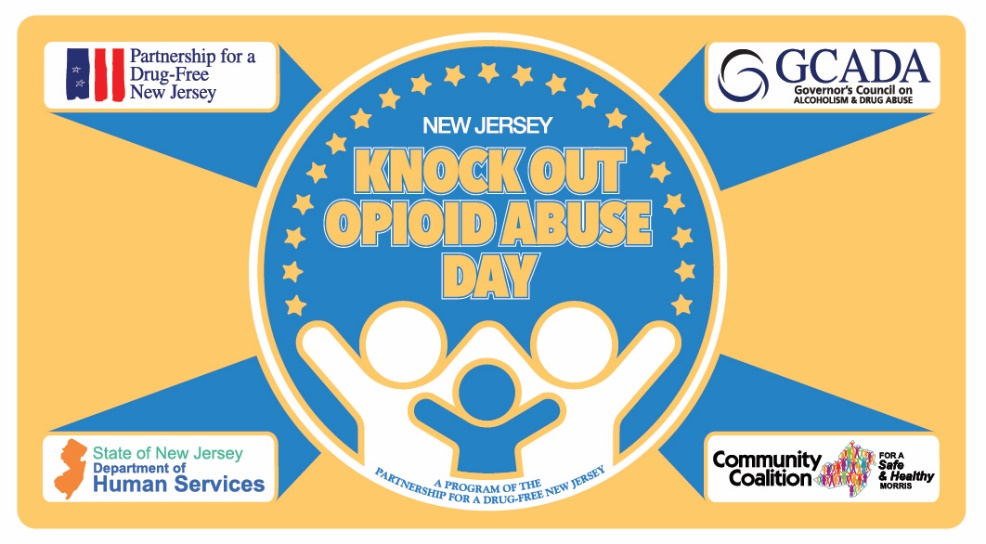 Partnership for a
Drug-Free
New Jersey
GCADA
Governor's Council on
ALCOHOLISM & DRUG ABUSE
NEW JERSEY
KNOCK OUT
OPIOID ABUSE
DAY
State of New Jersey
Department of
Human Services
A PROGRAM OF THE
PARTNERSHIP FOR A DRUG-FREE NEW JERSEY
Community
Coalition
FOR A
Safe
& Healthy
MORRIS